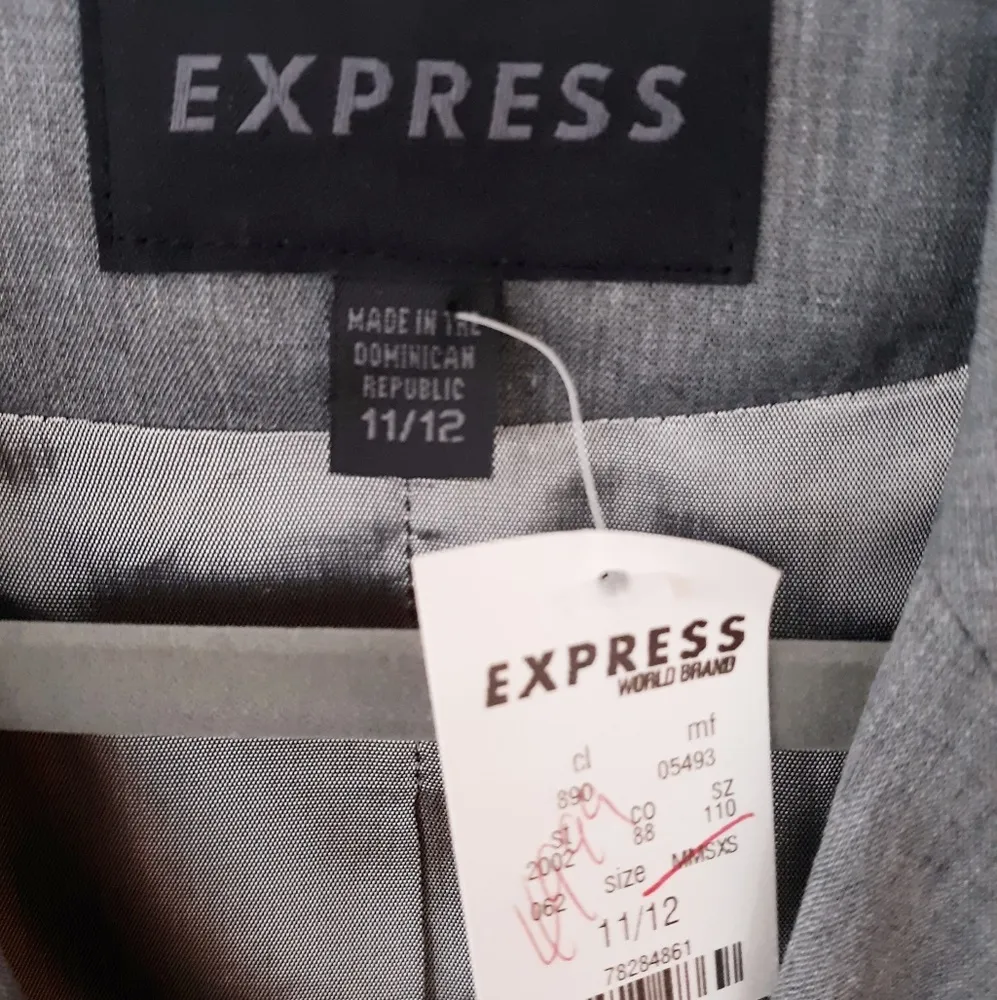 EXPRESS
MADE IN THE
DOMINICAN
REPUBLIC
11/12
EXPRESS
WORLD BRAND
cl mf
890 05493
st co sz
2002 88 110
062 size MMSXS
11/12
78284861